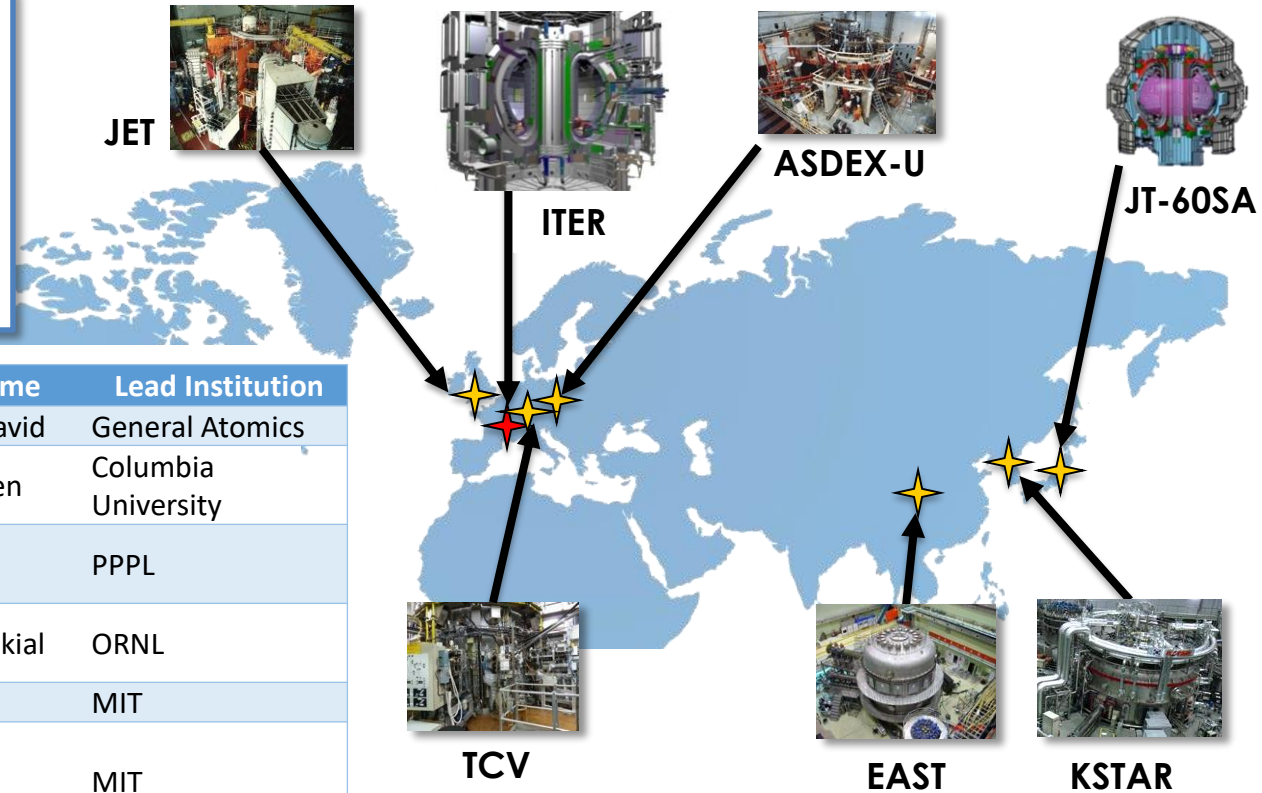 JET
ITER
ASDEX-U
JT-60SA
me Lead Institution
avid General Atomics
en Columbia
University
PPPL
kial ORNL
MIT
MIT
TCV
EAST
KSTAR